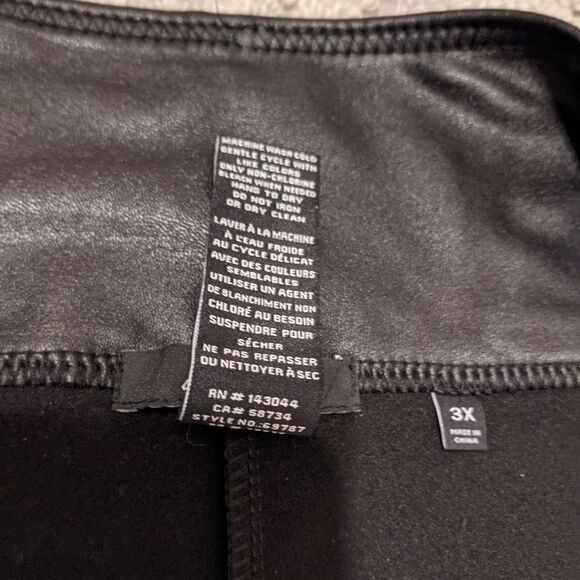 MACHINE WASH COLD
GENTLE CYCLE WITH
LIKE COLORS
ONLY NON-CHLORINE
BLEACH WHEN NEEDED
HANG TO DRY
DO NOT IRON
OR DRY CLEAN
LAVER À LA MACHINE
À L'EAU FROIDE
AU CYCLE DÉLICAT
AVEC DES COULEURS
SEMBLABLES
UTILISER UN AGENT
DE BLANCHIMENT NON
CHLORÉ AU BESOIN
SUSPENDRE POUR
SÉCHER
NE PAS REPASSER
OU NETTOYER À SEC
RN # 143044
CA# 58734
STYLE NO.:69787
3X
MADE IN
CHINA